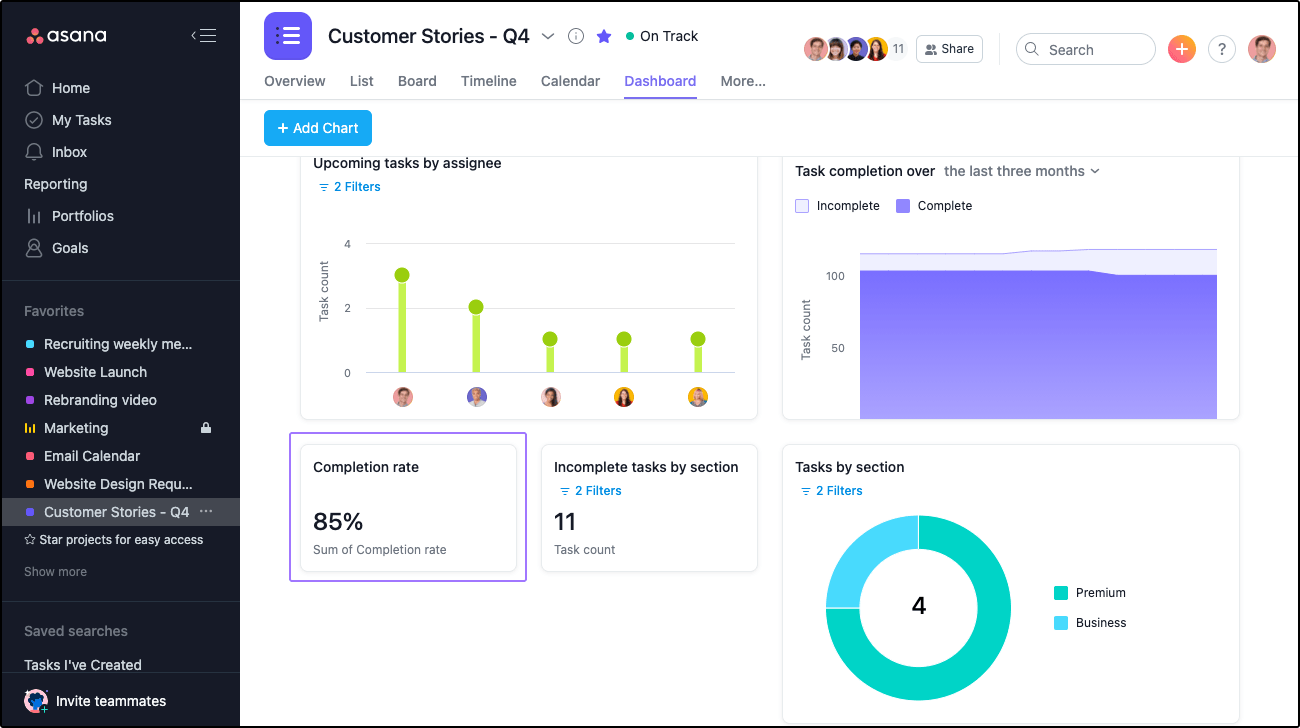 asana
Home
My Tasks
Inbox
Reporting
Portfolios
Goals
Favorites
Recruiting weekly me...
Website Launch
Rebranding video
Marketing
Email Calendar
Website Design Requ...
Customer Stories - Q4 ...
Star projects for easy access
Show more
Saved searches
Tasks I've Created
Invite teammates
Customer Stories - Q4
On Track
11
Share
Search
?
Overview List Board Timeline Calendar Dashboard More...
+ Add Chart
Upcoming tasks by assignee
2 Filters
Task count
4
2
0
Task completion over the last three months
Incomplete Complete
Task count
100
50
Completion rate
85%
Sum of Completion rate
Incomplete tasks by section
2 Filters
11
Task count
Tasks by section
2 Filters
4
Premium
Business